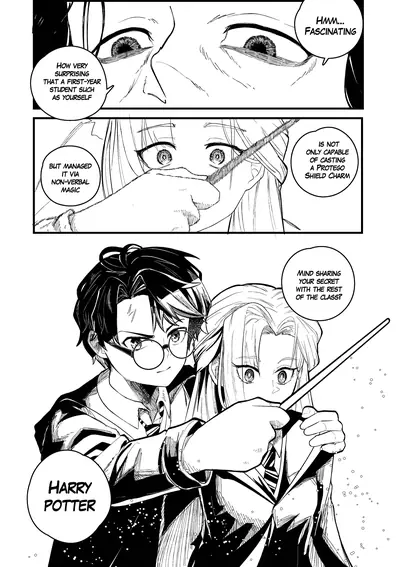 Hmm...
Fascinating
How very
surprising
that a first-year
student such
as yourself
is
not only capable
of casting
a Protego
Shield Charm
but managed
it via
non-verbal
magic
Mind sharing
your secret
with the rest
of the class?
Harry
Potter